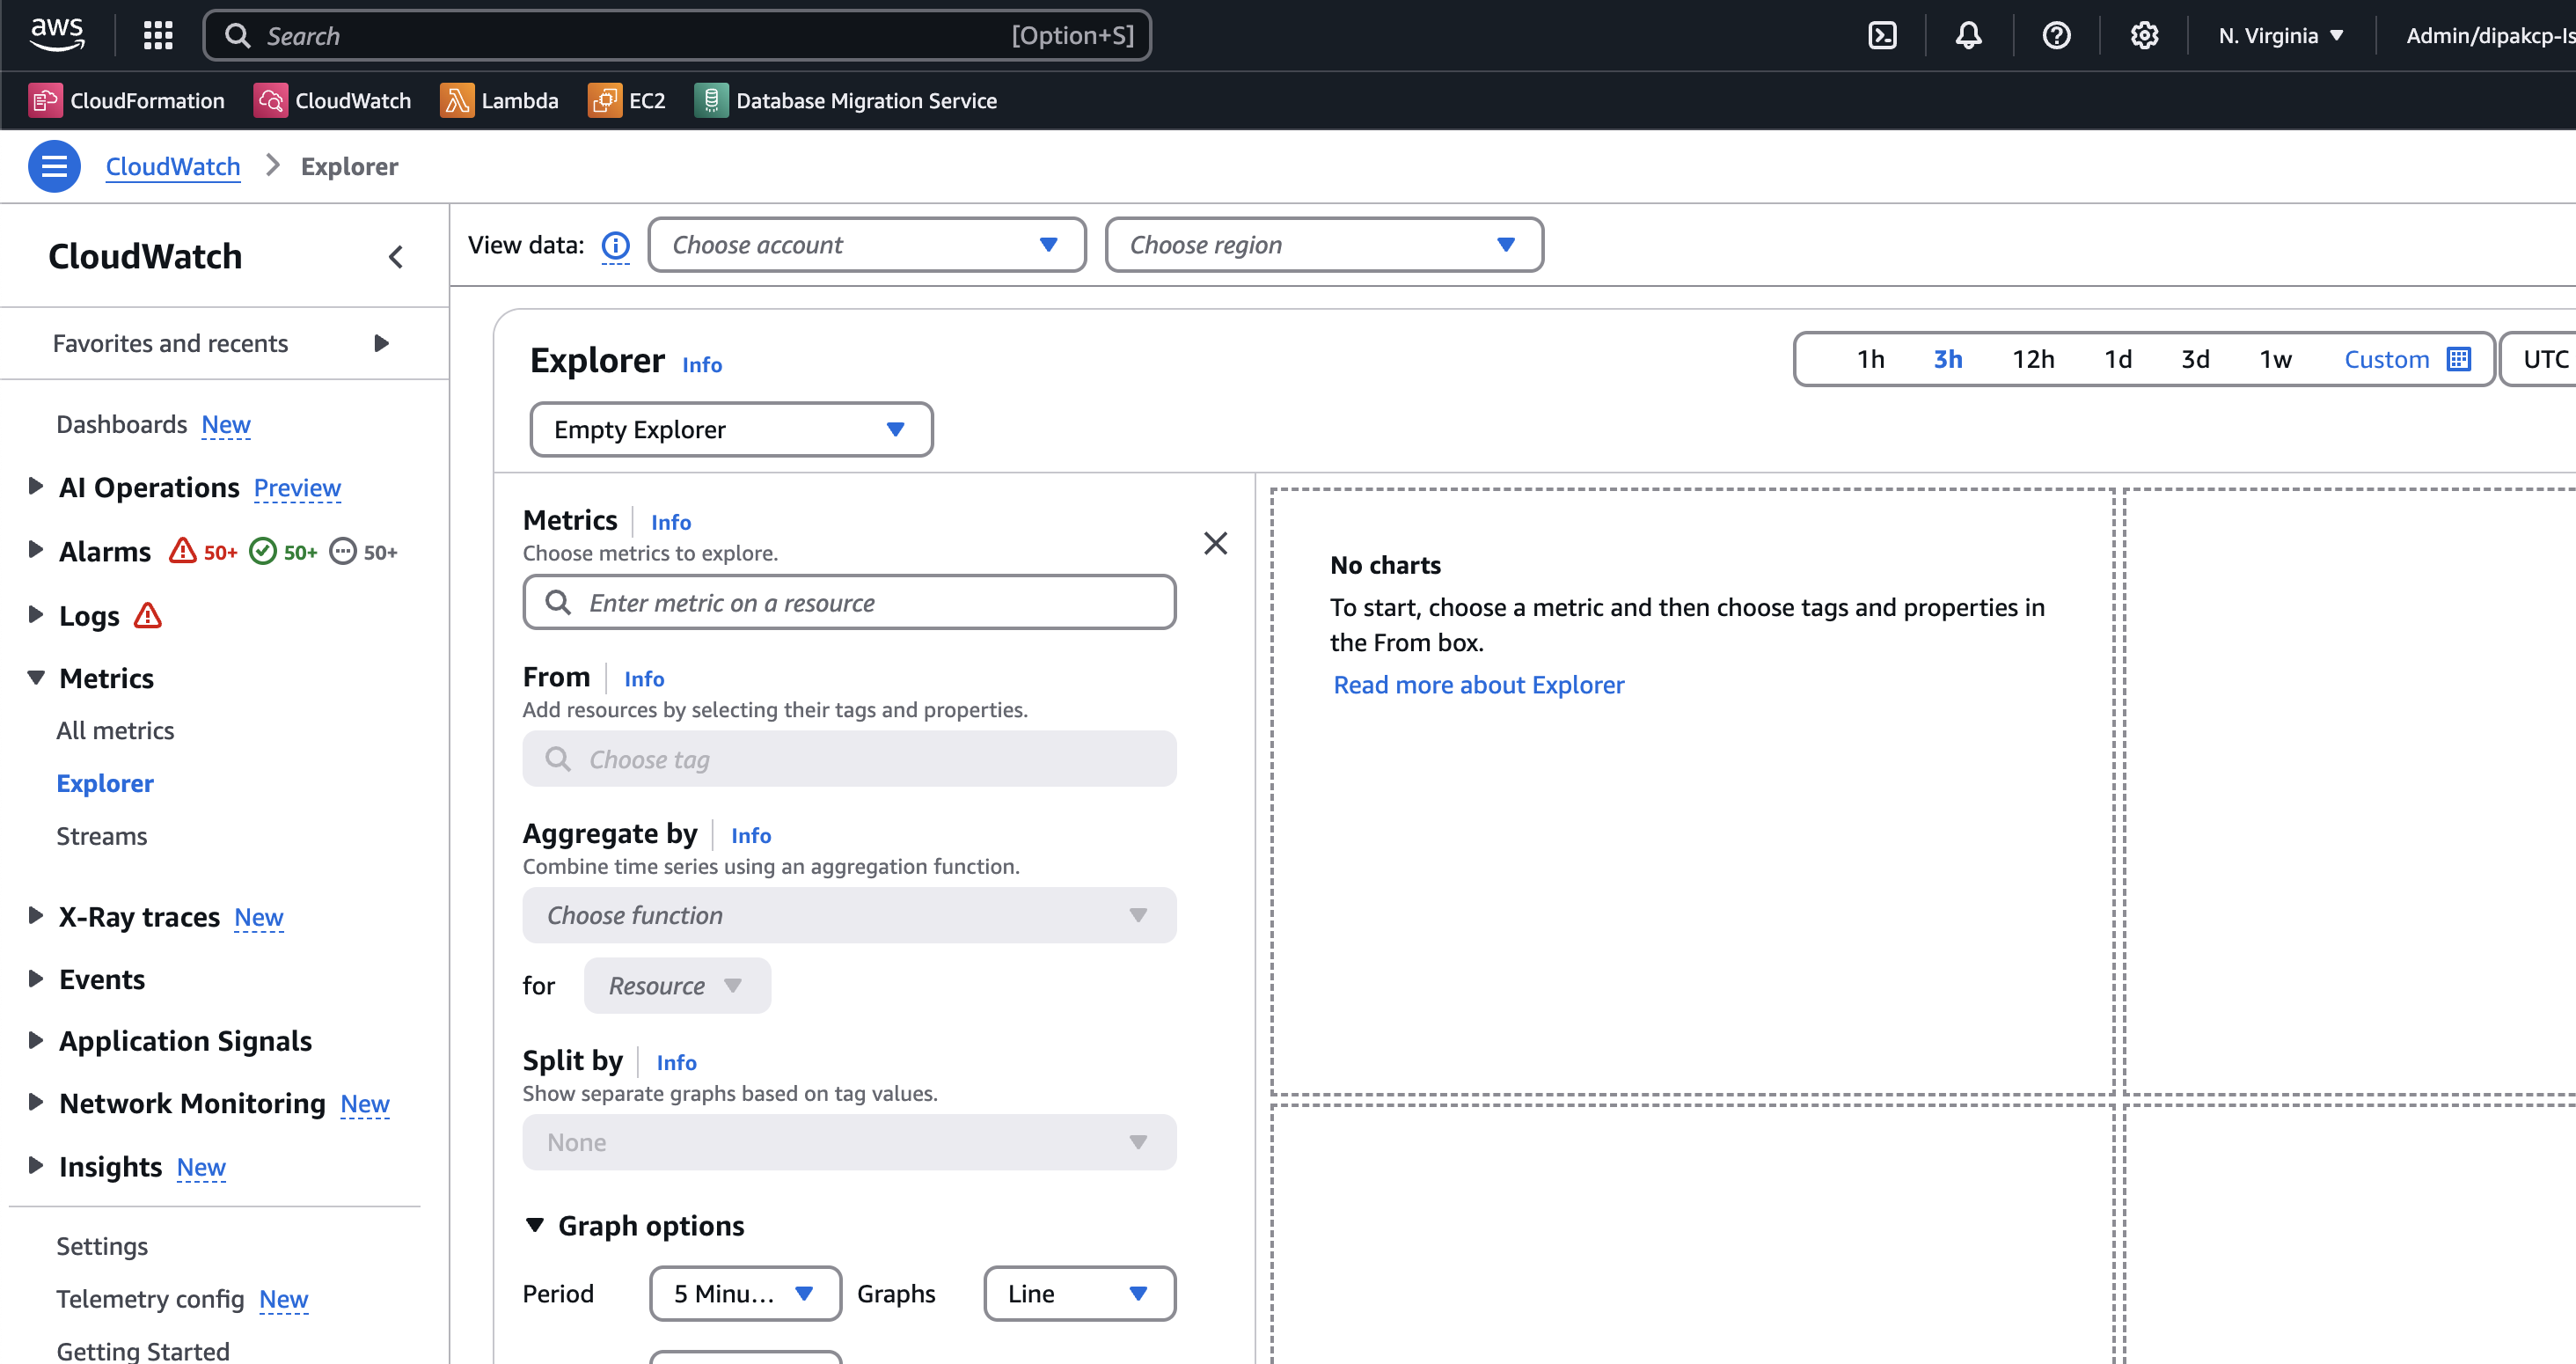 aws
Search [Option+S]
N. Virginia
Admin/dipakcp-Is
CloudFormation CloudWatch Lambda EC2 Database Migration Service
CloudWatch > Explorer
CloudWatch
Favorites and recents
Dashboards New
AI Operations Preview
Alarms 50+ 50+ 50+
Logs
Metrics
All metrics
Explorer
Streams
X-Ray traces New
Events
Application Signals
Network Monitoring New
Insights New
Settings
Telemetry config New
Getting Started
View data: Choose account Choose region
Explorer Info
1h 3h 12h 1d 3d 1w Custom UTC
Empty Explorer
Metrics Info
Choose metrics to explore.
Enter metric on a resource
From Info
Add resources by selecting their tags and properties.
Choose tag
Aggregate by Info
Combine time series using an aggregation function.
Choose function
for Resource
Split by Info
Show separate graphs based on tag values.
None
Graph options
Period 5 Minu... Graphs Line
No charts
To start, choose a metric and then choose tags and properties in
the From box.
Read more about Explorer